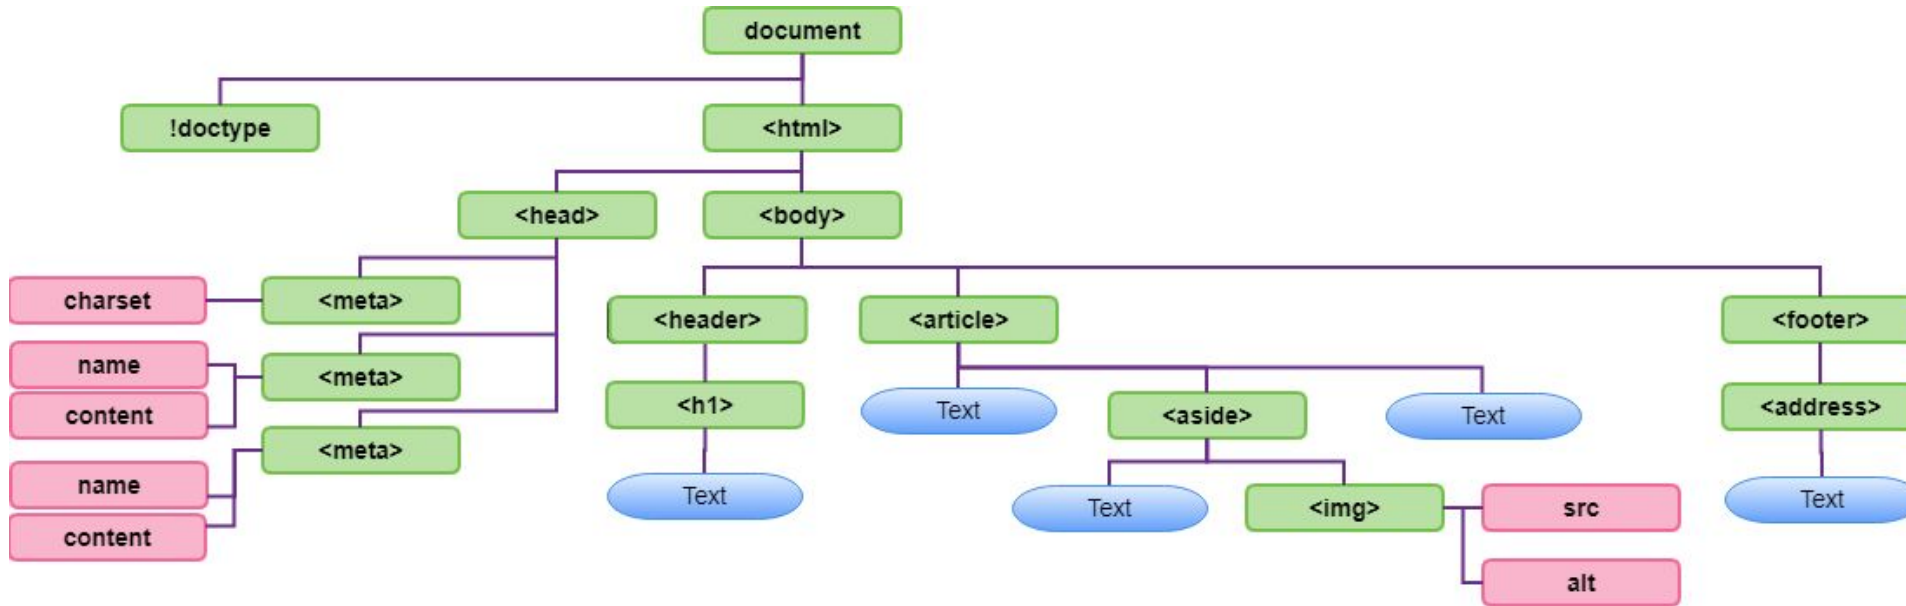 document
!doctype
<html>
<head>
<body>
charset
<meta>
<header>
<article>
<footer>
name
<meta>
content
<h1>
Text
<aside>
Text
<address>
<meta>
name
content
Text
Text
<img>
src
Text
alt